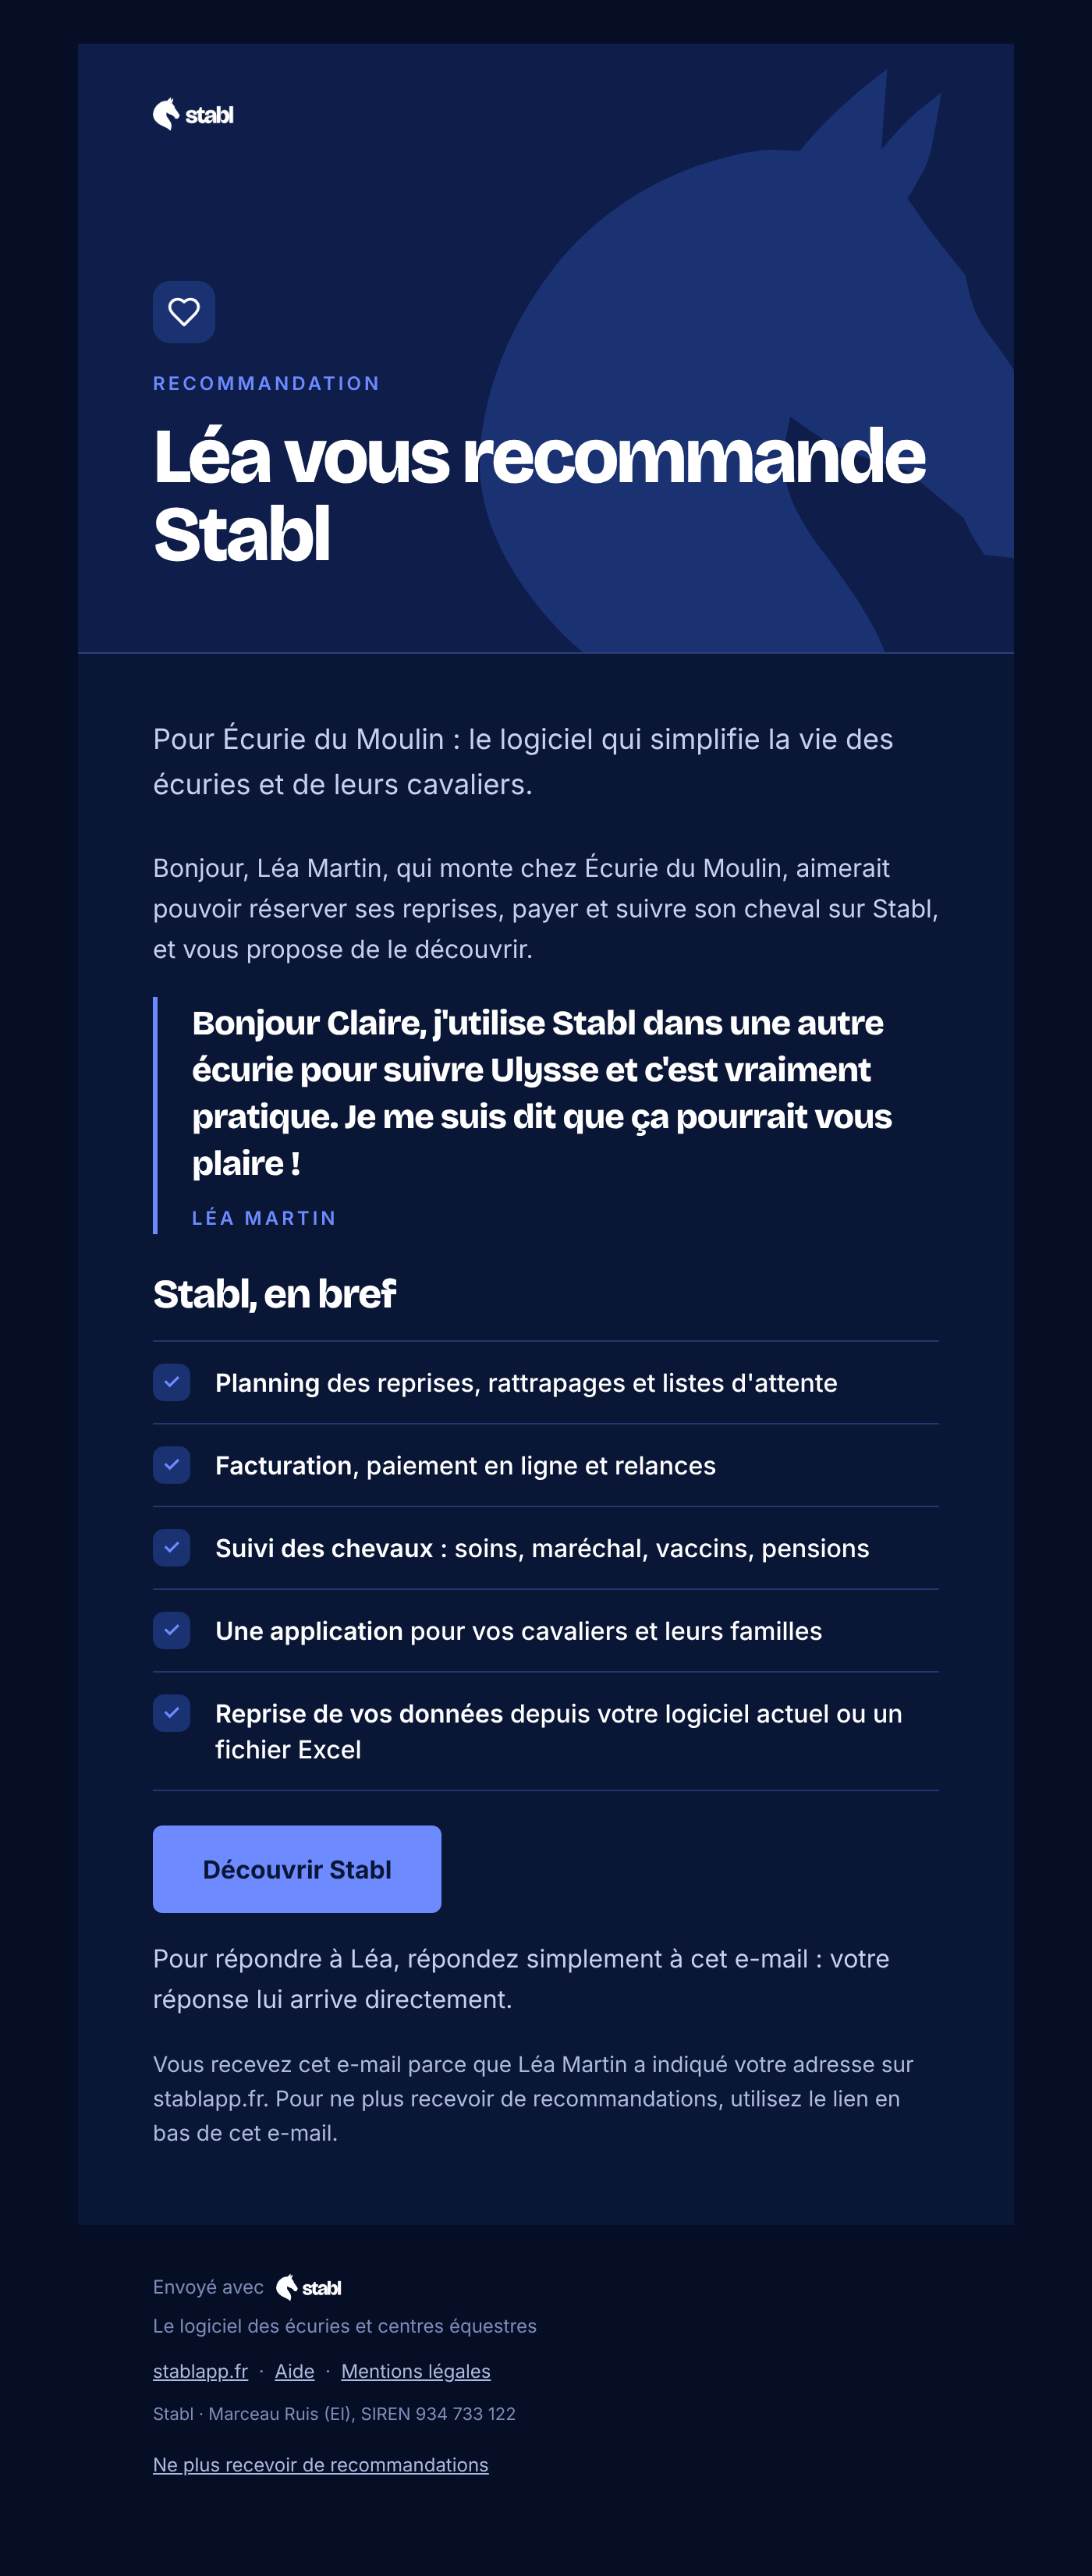 stabl
RECOMMANDATION
Léa vous recommande
Stabl
Pour Écurie du Moulin : le logiciel qui simplifie la vie des
écuries et de leurs cavaliers.
Bonjour, Léa Martin, qui monte chez Écurie du Moulin, aimerait
pouvoir réserver ses reprises, payer et suivre son cheval sur Stabl,
et vous propose de le découvrir.
Bonjour Claire, j'utilise Stabl dans une autre
écurie pour suivre Ulysse et c'est vraiment
pratique. Je me suis dit que ça pourrait vous
plaire !
LÉA MARTIN
Stabl, en bref
Planning des reprises, rattrapages et listes d'attente
Facturation, paiement en ligne et relances
Suivi des chevaux : soins, maréchal, vaccins, pensions
Une application pour vos cavaliers et leurs familles
Reprise de vos données depuis votre logiciel actuel ou un
fichier Excel
Découvrir Stabl
Pour répondre à Léa, répondez simplement à cet e-mail : votre
réponse lui arrive directement.
Vous recevez cet e-mail parce que Léa Martin a indiqué votre adresse sur
stablapp.fr. Pour ne plus recevoir de recommandations, utilisez le lien en
bas de cet e-mail.
Envoyé avec stabl
Le logiciel des écuries et centres équestres
stablapp.fr · Aide · Mentions légales
Stabl · Marceau Ruis (EI), SIREN 934 733 122
Ne plus recevoir de recommandations